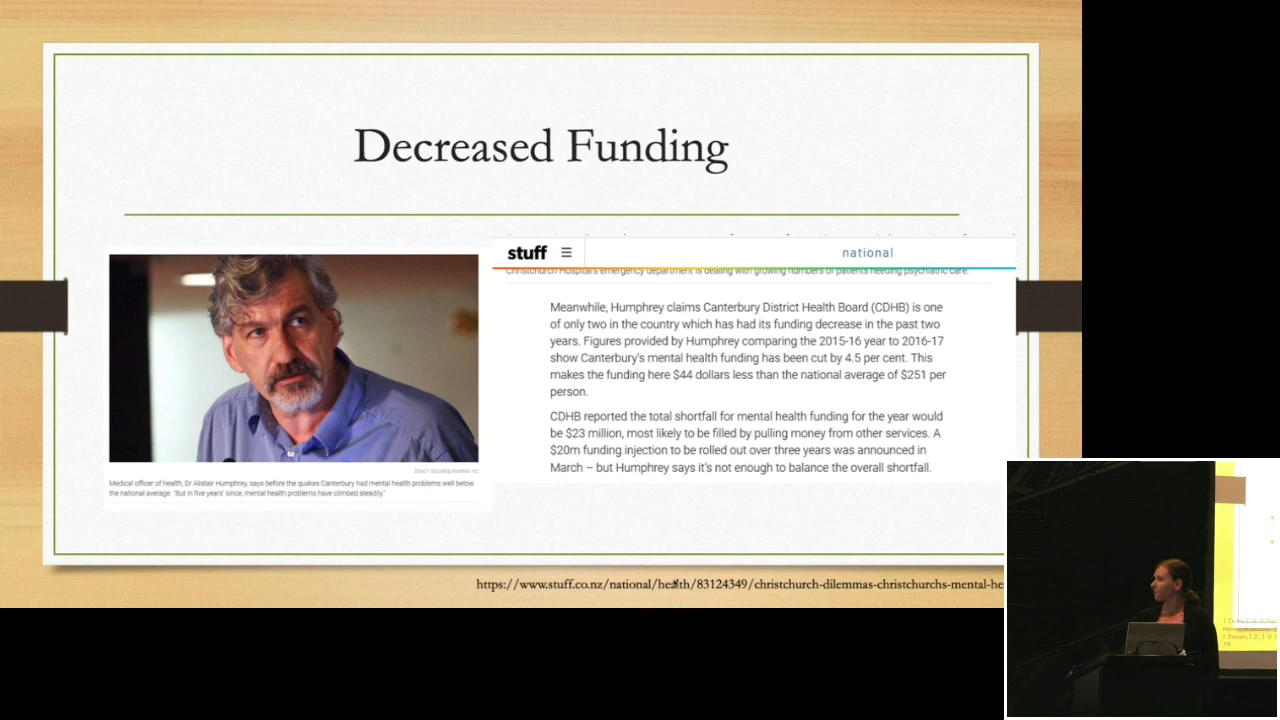 Decreased Funding
stuff
national
Christchurch Hospital's emergency department is dealing with growing numbers of patients needing psychiatric care.
Meanwhile, Humphrey claims Canterbury District Health Board (CDHB) is one
of only two in the country which has had its funding decrease in the past two
years. Figures provided by Humphrey comparing the 2015-16 year to 2016-17
show Canterbury's mental health funding has been cut by 4.5 per cent. This
makes the funding here $44 dollars less than the national average of $251 per
person.
CDHB reported the total shortfall for mental health funding for the year would
be $23 million, most likely to be filled by pulling money from other services. A
$20m funding injection to be rolled out over three years was announced in
March – but Humphrey says it's not enough to balance the overall shortfall.
STACY SQUIRES/FAIRFAX NZ
Medical officer of health, Dr Alistair Humphrey, says before the quakes Canterbury had mental health problems well below
the national average. "But in five years' since, mental health problems have climbed steadily."
https://www.stuff.co.nz/national/health/83124349/christchurch-dilemmas-christchurchs-mental-he